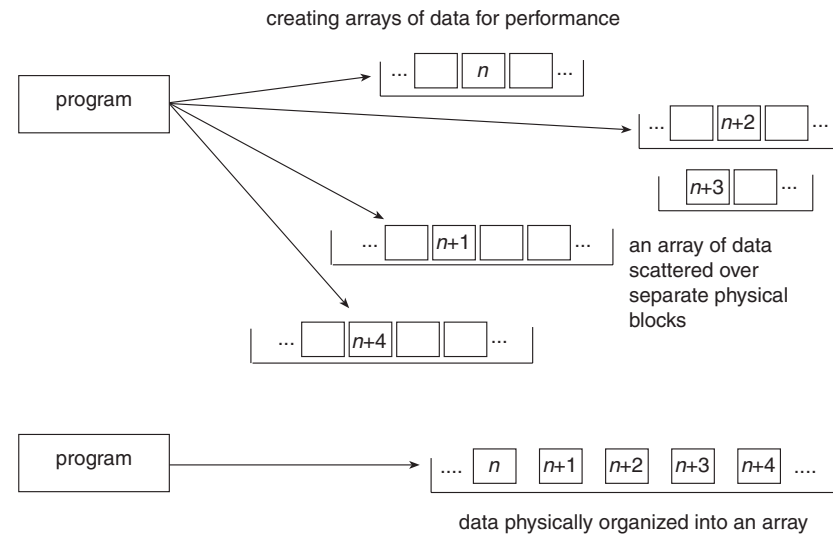 creating arrays of data for performance
program
... n ...
... n+2 ...
n+3 ...
... n+1 ...
an array of data
scattered over
separate physical
blocks
... n+4 ...
program
.... n n+1 n+2 n+3 n+4 ....
data physically organized into an array